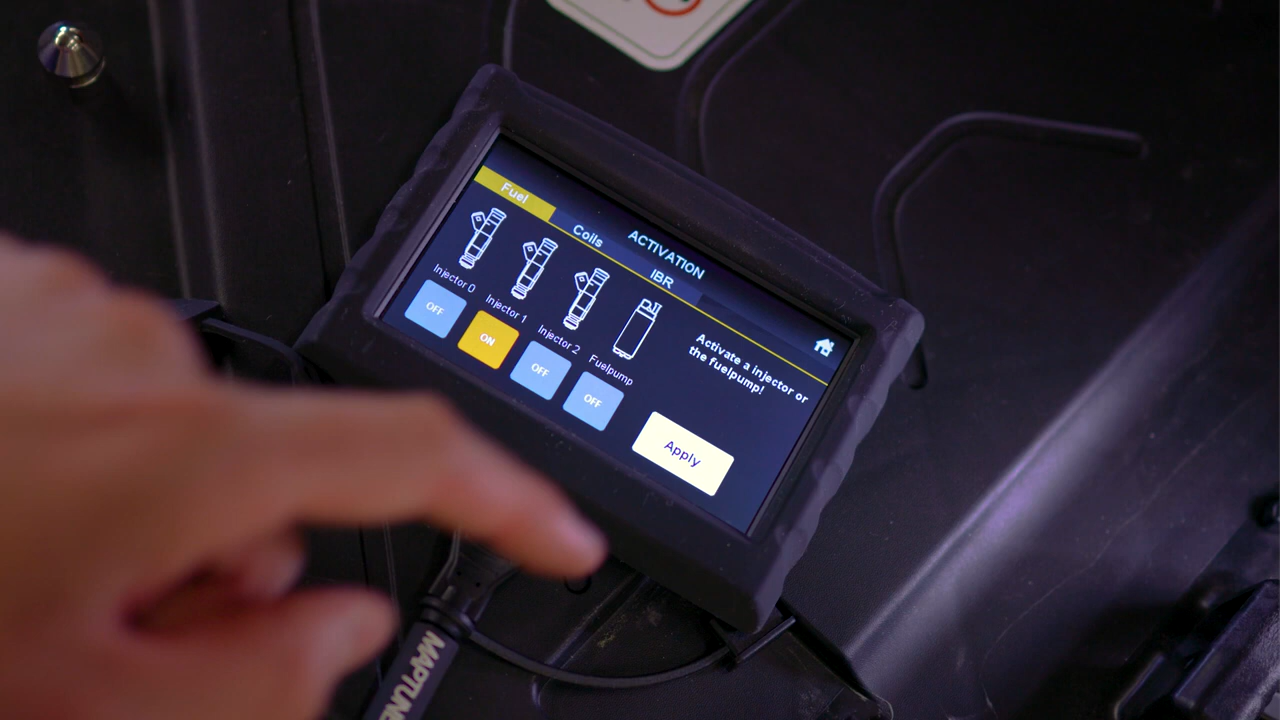 ACTIVATION
Fuel
Coils
IBR
Injector 0
Injector 1
Injector 2
Fuelpump
OFF
ON
OFF
OFF
Activate a injector or
the fuelpump!
Apply
MAPTUNE